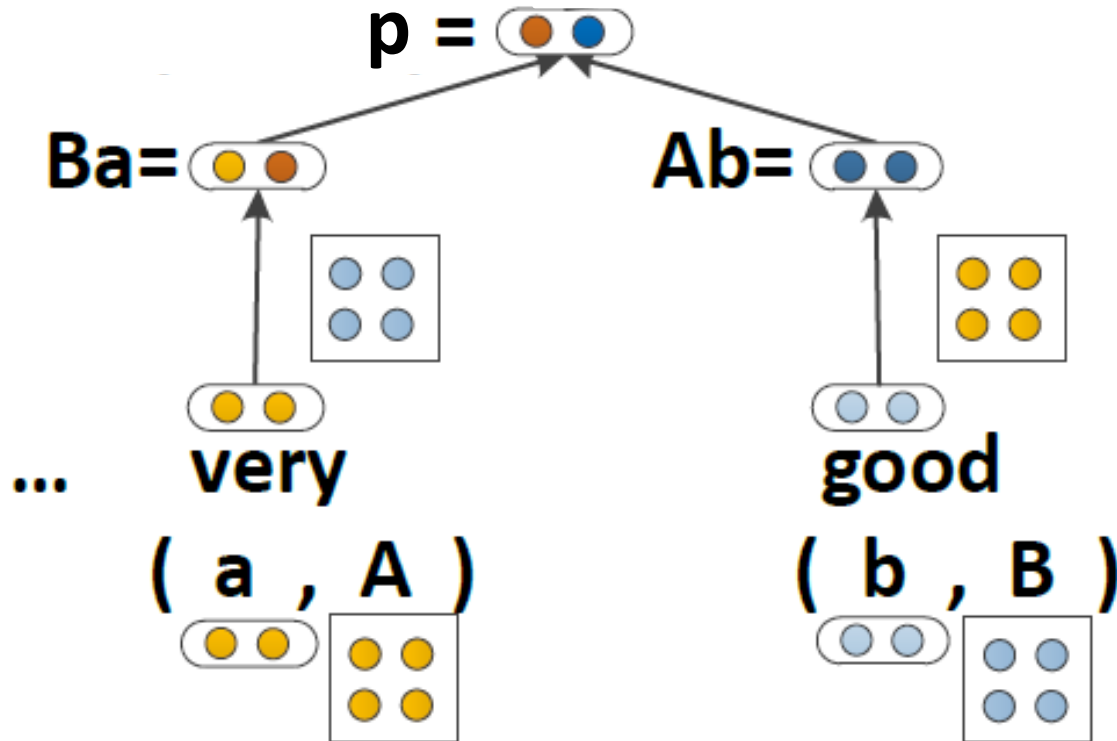 p =
Ba= Ab=
... very good
( a , A ) ( b , B )